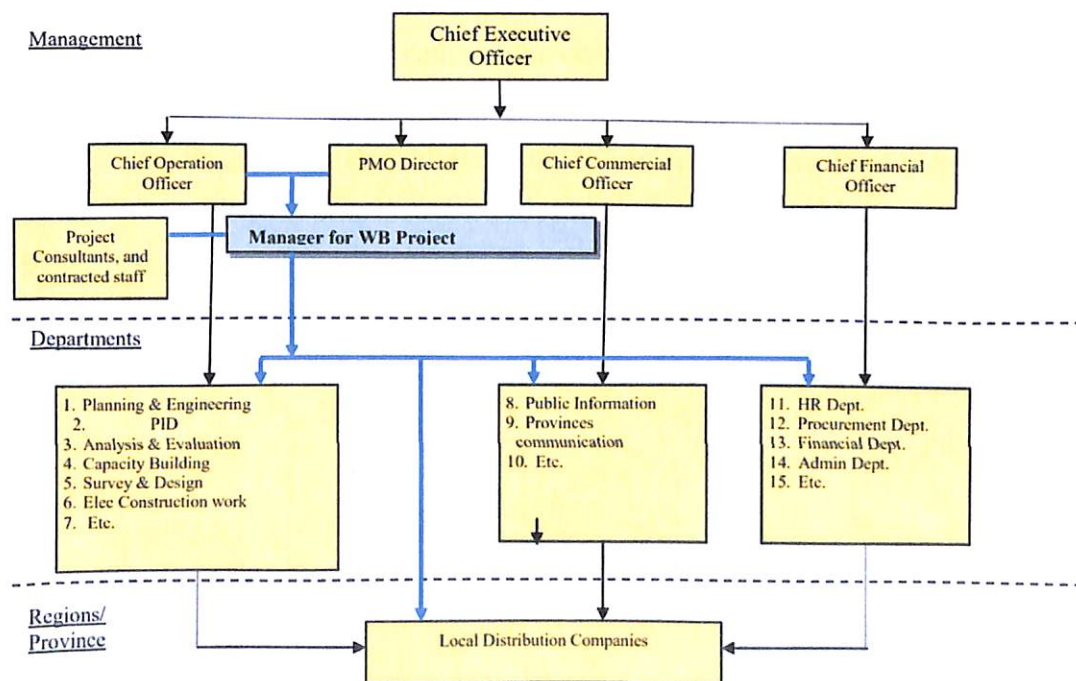 Management
Chief Executive
Officer
Chief Operation
Officer
PMO Director
Chief Commercial
Officer
Chief Financial
Officer
Project
Consultants, and
contracted staff
Manager for WB Project
Departments
1. Planning & Engineering
2. PID
3. Analysis & Evaluation
4. Capacity Building
5. Survey & Design
6. Elec Construction work
7. Etc.
8. Public Information
9. Provinces
communication
10. Etc.
11. HR Dept.
12. Procurement Dept.
13. Financial Dept.
14. Admin Dept.
15. Etc.
Regions/
Province
Local Distribution Companies